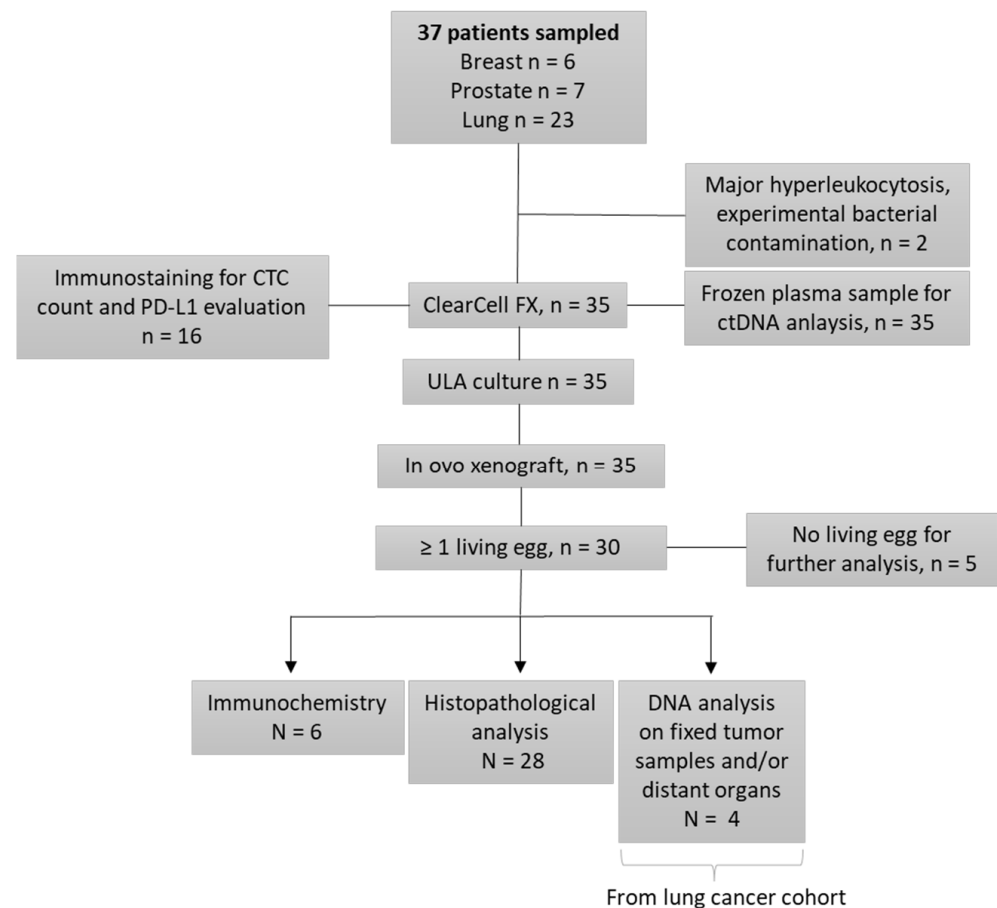 37 patients sampled
Breast n = 6
Prostate n = 7
Lung n = 23
Major hyperleukocytosis,
experimental bacterial
contamination, n = 2
Immunostaining for CTC
count and PD-L1 evaluation
n = 16
ClearCell FX, n = 35
Frozen plasma sample for
ctDNA anlaysis, n = 35
ULA culture n = 35
In ovo xenograft, n = 35
≥ 1 living egg, n = 30
No living egg for
further analysis, n = 5
Immunochemistry
N = 6
Histopathological
analysis
N = 28
DNA analysis
on fixed tumor
samples and/or
distant organs
N = 4
From lung cancer cohort